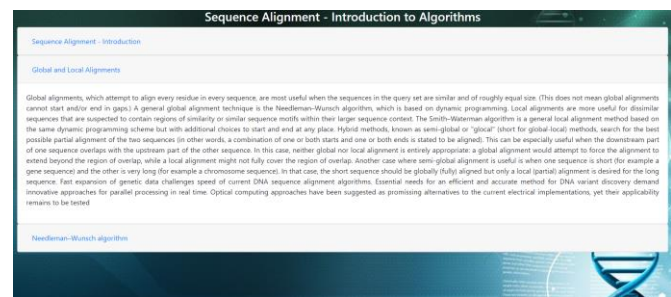 Sequence Alignment - Introduction to Algorithms
Sequence Alignment - Introduction
Global and Local Alignments
Global alignments, which attempt to align every residue in every sequence, are most useful when the sequences in the query set are similar and of roughly equal size. (This does not mean global alignments
cannot start and/or end in gaps.) A general global alignment technique is the Needleman–Wunsch algorithm, which is based on dynamic programming. Local alignments are more useful for dissimilar
sequences that are suspected to contain regions of similarity or similar sequence motifs within their larger sequence context. The Smith–Waterman algorithm is a general local alignment method based on
the same dynamic programming scheme but with additional choices to start and end at any place. Hybrid methods, known as semi-global or "glocal" (short for global-local) methods, search for the best
possible partial alignment of the two sequences (in other words, a combination of one or both starts and one or both ends is stated to be aligned). This can be especially useful when the downstream part
of one sequence overlaps with the upstream part of the other sequence. In this case, neither global nor local alignment is entirely appropriate: a global alignment would attempt to force the alignment to
extend beyond the region of overlap, while a local alignment might not fully cover the region of overlap. Another case where semi-global alignment is useful is when one sequence is short (for example a
gene sequence) and the other is very long (for example a chromosome sequence). In that case, the short sequence should be globally (fully) aligned but only a local (partial) alignment is desired for the long
sequence. Fast expansion of genetic data challenges speed of current DNA sequence alignment algorithms. Essential needs for an efficient and accurate method for DNA variant discovery demand
innovative approaches for parallel processing in real time. Optical computing approaches have been suggested as promising alternatives to the current electrical implementations, yet their applicability
remains to be tested
Needleman–Wunsch algorithm